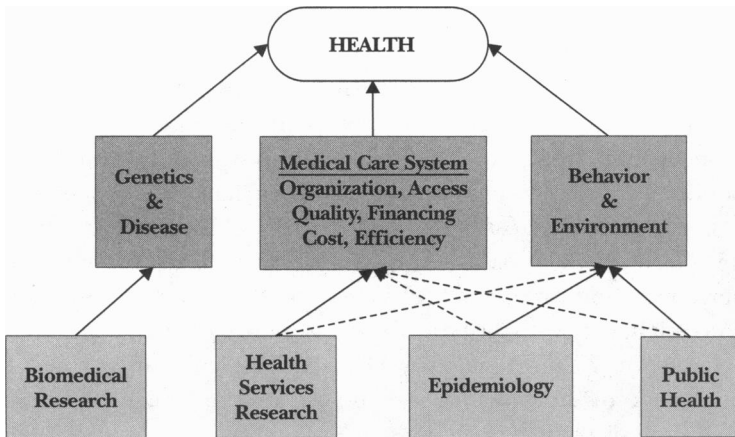 HEALTH
Genetics
&
Disease
Medical Care System
Organization, Access
Quality, Financing
Cost, Efficiency
Behavior
&
Environment
Biomedical
Research
Health
Services
Research
Epidemiology
Public
Health